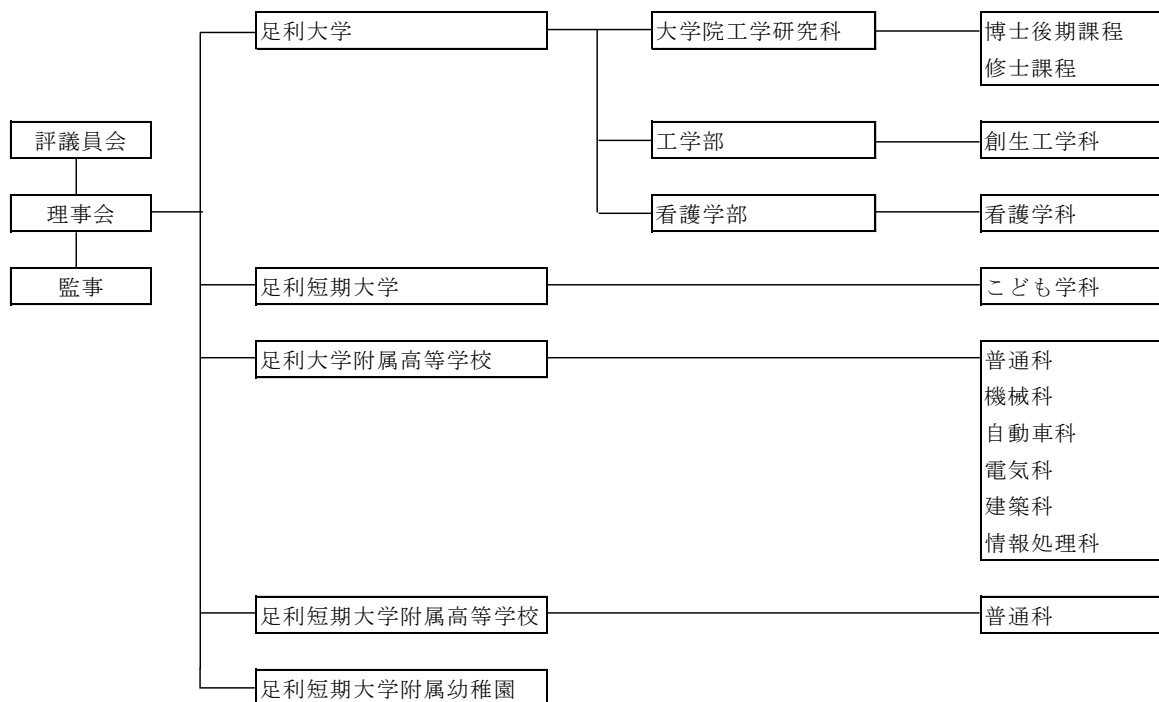 足利大学
大学院工学研究科
博士後期課程
修士課程
評議員会
工学部
創生工学科
理事会
看護学部
看護学科
監事
足利短期大学
こども学科
足利大学附属高等学校
普通科
機械科
自動車科
電気科
建築科
情報処理科
足利短期大学附属高等学校
普通科
足利短期大学附属幼稚園